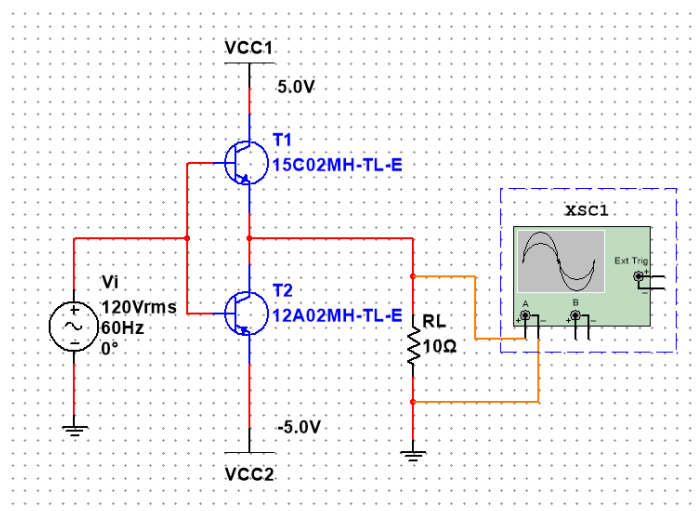 VCC1
5.0V
T1
15C02MH-TL-E
XSC1
Ext Trig
+
–
A
B
+ –
+ –
Vi
120Vrms
60Hz
0°
+
–
T2
12A02MH-TL-E
RL
10Ω
-5.0V
VCC2